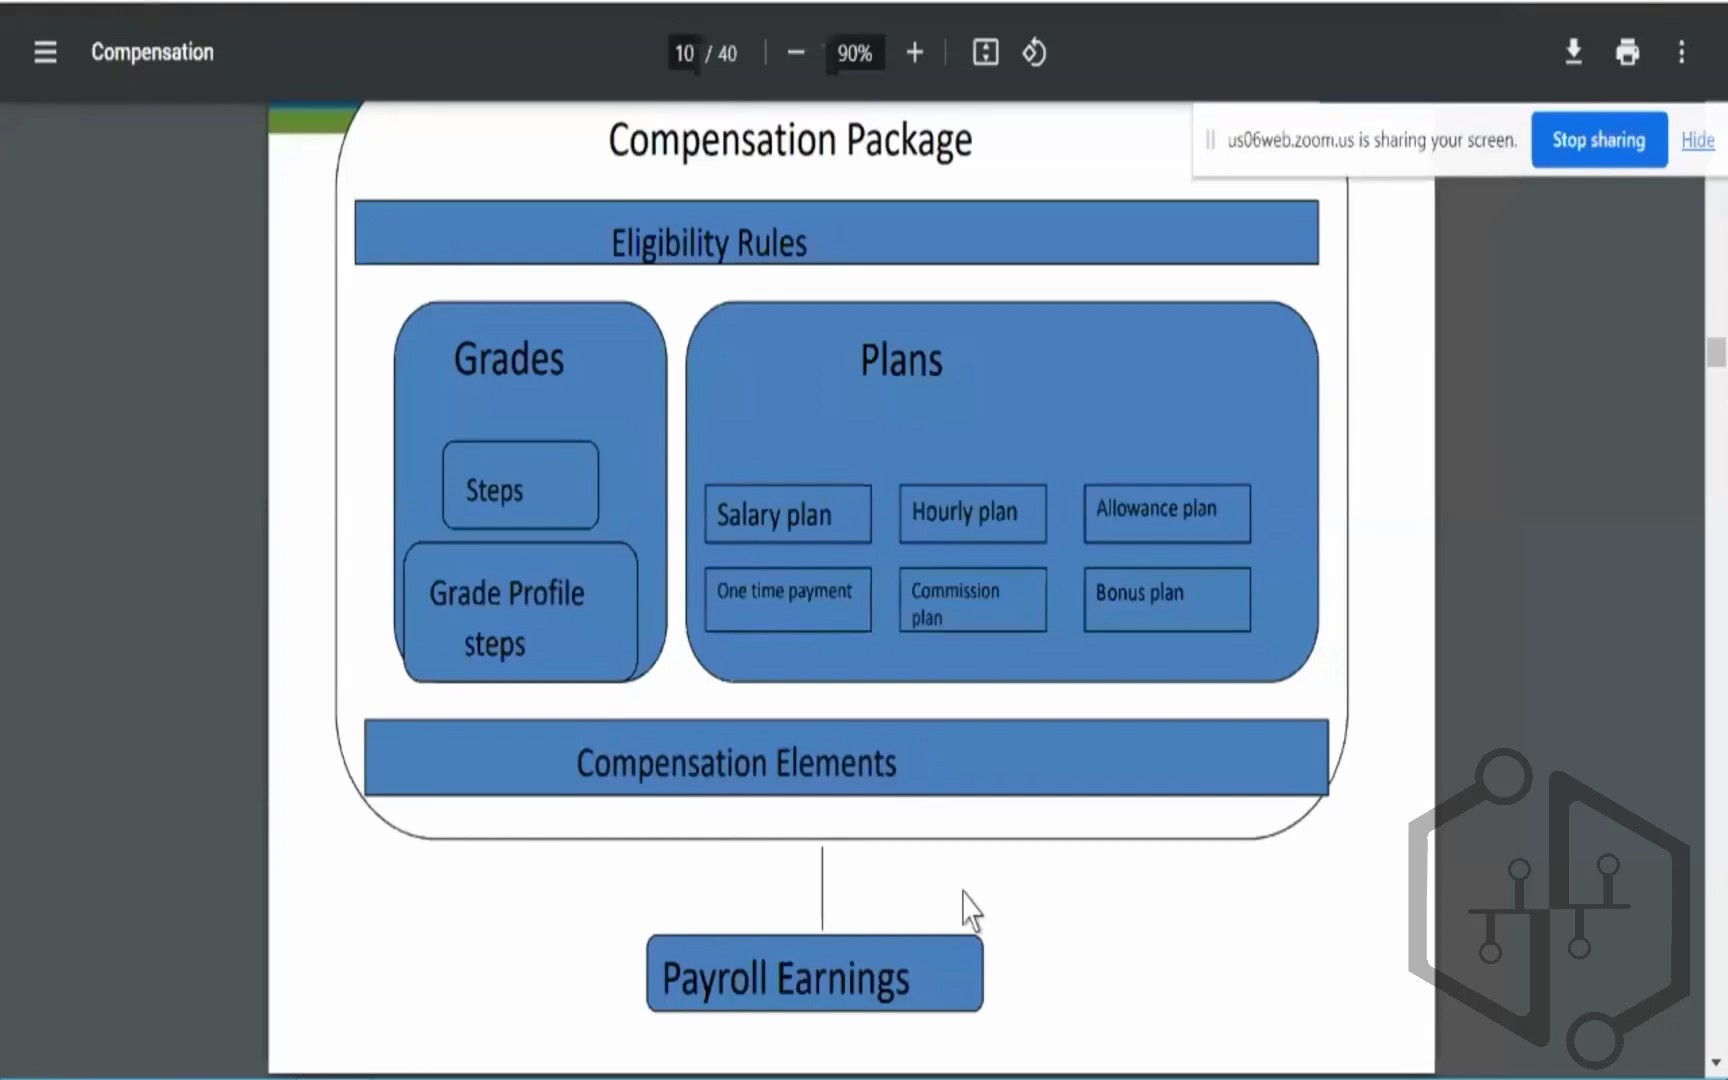 Compensation
10 / 40
90%
us06web.zoom.us is sharing your screen.
Stop sharing
Hide
Compensation Package
Eligibility Rules
Grades
Plans
Steps
Grade Profile
steps
Salary plan
Hourly plan
Allowance plan
One time payment
Commission
plan
Bonus plan
Compensation Elements
Payroll Earnings